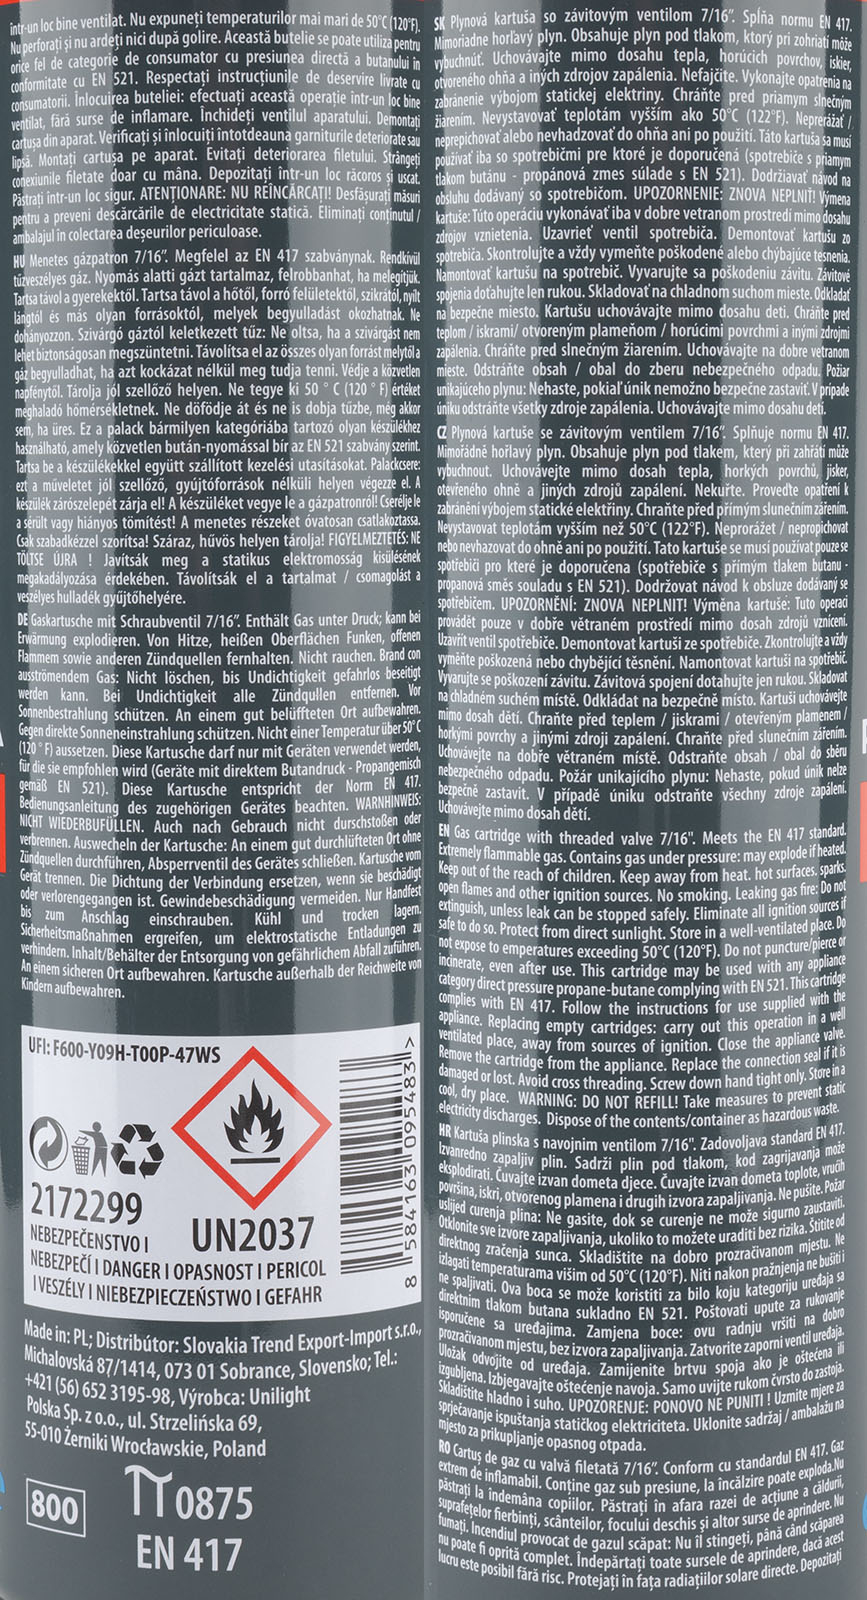 într-un loc bine ventilat. Nu expuneți temperaturilor mai mari de 50°C (120°F).
Nu perforați și nu ardeți nici după golire. Această butelie se poate utiliza pentru
orice fel de categorie de consumator cu presiunea directă a butanului in
conformitate cu EN 521. Respectați instrucțiunile de deservire livrate cu
consumatorii. Înlocuirea buteliei: efectuați această operație într-un loc bine
ventilat, fără surse de inflamare. Închideți ventilul aparatului. Demontați
cartușa din aparat. Verificați și înlocuiți întotdeauna garniturile deteriorate sau
lipsă. Montați cartușa pe aparat. Evitați deteriorarea filetului. Strângeți
conexiunile filetate doar cu mâna. Depozitați într-un loc răcoros și uscat.
Păstrați într-un loc sigur. ATENȚIONARE: NU REÎNCĂRCAȚI! Desfășurați măsuri
pentru a preveni descărcările de electricitate statică. Eliminați conținutul /
ambalajul în colectarea deșeurilor periculoase.
HU Menetes gázpatron 7/16”. Megfelel az EN 417 szabványnak. Rendkívül
tűzveszélyes gáz. Nyomás alatti gázt tartalmaz, felrobbanhat, ha melegítjük.
Tartsa távol a gyerekektől. Tartsa távol a hőtől, forró felületektől, szikrától, nyílt
lángtól és más olyan forrásoktól, melyek begyulladást okozhatnak. Ne
dohányozzon. Szivárgó gáztól keletkezett tűz: Ne oltsa, ha a szivárgást nem
lehet biztonságosan megszüntetni. Távolítsa el az összes olyan forrást melytől a
gáz begyulladhat, ha azt kockázat nélkül meg tudja tenni. Védje a közvetlen
napfénytől. Tárolja jól szellőző helyen. Ne tegye ki 50 ° C (120 ° F) értéket
meghaladó hőmérsékletnek. Ne döfödje át és ne is dobja tűzbe, még akkor
sem, ha üres. Ez a palack bármilyen kategóriába tartozó olyan készülékhez
használható, amely közvetlen bután-nyomással bír az EN 521 szabvány szerint.
Tartsa be a készülékekkel együtt szállított kezelési utasításokat. Palackcsere:
ezt a műveletet jól szellőző, gyújtóforrások nélküli helyen végezze el. A
készülék zárószelepét zárja el! A készüléket vegye le a gázpatronról! Cserélje le
a sérült vagy hiányos tömítést! A menetes részeket óvatosan csatlakoztassa.
Csak szabadkézzel szorítsa! Száraz, hűvös helyen tárolja! FIGYELMEZTETÉS: NE
TÖLTSE ÚJRA ! Javítsák meg a statikus elektromosság kisülésének
megakadályozása érdekében. Távolítsák el a tartalmat / csomagolást a
veszélyes hulladék gyűjtőhelyére.
DE Gaskartusche mit Schraubventil 7/16”. Enthält Gas unter Druck; kann bei
Erwärmung explodieren. Von Hitze, heißen Oberflächen Funken, offenen
Flammem sowie anderen Zündquellen fernhalten. Nicht rauchen. Brand con
ausströmendem Gas: Nicht löschen, bis Undichtigkeit gefahrlos beseitigt
werden kann. Bei Undichtigkeit alle Zündqullen entfernen. Vor
Sonnenbestrahlung schützen. An einem gut belüffteten Ort aufbewahren.
Gegen direkte Sonneneinstrahlung schützen. Nicht einer Temperatur über 50°C
(120 ° F) aussetzen. Diese Kartusche darf nur mit Geräten verwendet werden,
für die sie empfohlen wird (Geräte mit direktem Butandruck - Propangemisch
gemäß EN 521). Diese Kartusche entspricht der Norm EN 417.
Bedienungsanleitung des zugehörigen Gerätes beachten. WARNHINWEIS:
NICHT WIEDERBUFÜLLEN. Auch nach Gebrauch nicht durschstoßen oder
verbrennen. Auswecheln der Kartusche: An einem gut durchlüfteten Ort ohne
Zündquellen durchführen, Absperrventil des Gerätes schließen. Kartusche vom
Gerät trennen. Die Dichtung der Verbindung ersetzen, wenn sie beschädigt
oder verlorengegangen ist. Gewindebeschädigung vermeiden. Nur Handfest
bis zum Anschlag einschrauben. Kühl und trocken lagern.
Sicherheitsmaßnahmen ergreifen, um elektrostatische Entladungen zu
verhindern. Inhalt/Behälter der Entsorgung von gefährlichem Abfall zuführen.
An einem sicheren Ort aufbewahren. Kartusche außerhalb der Reichweite von
Kindern aufbewahren.
UFI: F600-Y09H-T00P-47WS
2172299
UN2037
NEBEZPEČENSTVO I
NEBEZPEČÍ I DANGER I OPASNOST I PERICOL
I VESZÉLY I NIEBEZPIECZEŃSTWO I GEFAHR
8 584163 095483 >
Made in: PL; Distribútor: Slovakia Trend Export-Import s.r.o.,
Michalovská 87/1414, 073 01 Sobrance, Slovensko; Tel.:
+421 (56) 652 3195-98, Výrobca: Unilight
Polska Sp. z o.o., ul. Strzelińska 69,
55-010 Żerniki Wrocławskie, Poland
800
π 0875
EN 417
SK Plynová kartuša so závitovým ventilom 7/16”. Spĺňa normu EN 417.
Mimoriadne horľavý plyn. Obsahuje plyn pod tlakom, ktorý pri zohriatí môže
vybuchnúť. Uchovávajte mimo dosahu tepla, horúcich povrchov, iskier,
otvoreného ohňa a iných zdrojov zapálenia. Nefajčite. Vykonajte opatrenia na
zabránenie výbojom statickej elektriny. Chráňte pred priamym slnečným
žiarením. Nevystavovať teplotám vyšším ako 50°C (122°F). Neprerážať /
neprepichovať alebo nevhadzovať do ohňa ani po použití. Táto kartuša sa musí
používať iba so spotrebičmi pre ktoré je doporučená (spotrebiče s priamym
tlakom butánu - propánová zmes súlade s EN 521). Dodržiavať návod na
obsluhu dodávaný so spotrebičom. UPOZORNENIE: ZNOVA NEPLNIŤ! Výmena
kartuše: Túto operáciu vykonávať iba v dobre vetranom prostredí mimo dosahu
zdrojov vznietenia. Uzavrieť ventil spotrebiča. Demontovať kartušu zo
spotrebiča. Skontrolujte a vždy vymeňte poškodené alebo chýbajúce tesnenia.
Namontovať kartušu na spotrebič. Vyvarujte sa poškodeniu závitu. Závitové
spojenia doťahujte len rukou. Skladovať na chladnom suchom mieste. Odkladať
na bezpečne miesto. Kartušu uchovávajte mimo dosahu detí. Chráňte pred
teplom / iskrami/ otvoreným plameňom / horúcimi povrchmi a inými zdrojmi
zapálenia. Chráňte pred slnečným žiarením. Uchovávajte na dobre vetranom
mieste. Odstráňte obsah / obal do zberu nebezpečného odpadu. Požiar
unikajúceho plynu: Nehaste, pokiaľ únik nemožno bezpečne zastaviť. V prípade
úniku odstráňte všetky zdroje zapálenia. Uchovávajte mimo dosahu detí.
CZ Plynová kartuše se závitovým ventilem 7/16”. Splňuje normu EN 417.
Mimořádně hořlavý plyn. Obsahuje plyn pod tlakem, který při zahřátí může
vybuchnout. Uchovávejte mimo dosah tepla, horkých povrchů, jisker,
otevřeného ohně a jiných zdrojů zapálení. Nekuřte. Proveďte opatření k
zabránění výbojem statické elektřiny. Chraňte před přímým slunečním zářením.
Nevystavovat teplotám vyšším než 50°C (122°F). Neprorážet / nepropichovat
nebo nevhazovat do ohně ani po použití. Tato kartuše se musí používat pouze se
spotřebiči pro které je doporučena (spotřebiče s přímým tlakem butanu -
propanová směs souladu s EN 521). Dodržovat návod k obsluze dodávaný se
spotřebičem. UPOZORNĚNÍ: ZNOVA NEPLNIT! Výměna kartuše: Tuto operaci
provádět pouze v dobře větraném prostředí mimo dosah zdrojů vznícení.
Uzavřít ventil spotřebiče. Demontovat kartuši ze spotřebiče. Zkontrolujte a vždy
vyměňte poškozená nebo chybějící těsnění. Namontovat kartuši na spotřebič.
Vyvarujte se poškození závitu. Závitová spojení dotahujte jen rukou. Skladovat
na chladném suchém místě. Odkládat na bezpečné místo. Kartuši uchovávejte
mimo dosah dětí. Chraňte před teplem / jiskrami / otevřeným plamenem /
horkými povrchy a jinými zdroji zapálení. Chraňte před slunečním zářením.
Uchovávejte na dobře větraném místě. Odstraňte obsah / obal do sběru
nebezpečného odpadu. Požár unikajícího plynu: Nehaste, pokud únik nelze
bezpečně zastavit. V případě úniku odstraňte všechny zdroje zapálení.
Uchovávejte mimo dosah dětí.
EN Gas cartridge with threaded valve 7/16". Meets the EN 417 standard.
Extremely flammable gas. Contains gas under pressure: may explode if heated.
Keep out of the reach of children. Keep away from heat. hot surfaces. sparks.
open flames and other ignition sources. No smoking. Leaking gas fire: Do not
extinguish, unless leak can be stopped safely. Eliminate all ignition sources if
safe to do so. Protect from direct sunlight. Store in a well-ventilated place. Do
not expose to emperatures exceeding 50°C (120°F). Do not puncture/pierce or
incinerate, even after use. This cartridge may be used with any appliance
category direct pressure propane-butane complying with EN 521. This cartridge
complies with EN 417. Follow the instructions for use supplied with the
appliance. Replacing empty cartridges: carry out this operation in a well
ventilated place, away from sources of ignition. Close the appliance valve.
Remove the cartridge from the appliance. Replace the connection seal if it is
damaged or lost. Avoid cross threading. Screw down hand tight only. Store in a
cool, dry place. WARNING: DO NOT REFILL! Take measures to prevent static
electricity discharges. Dispose of the contents/container as hazardous waste.
HR Kartuša plinska s navojnim ventilom 7/16". Zadovoljava standard EN 417.
Izvanredno zapaljiv plin. Sadrži plin pod tlakom, kod zagrijavanja može
eksplodirati. Čuvajte izvan dometa djece. Čuvajte izvan dometa toplote, vrućih
površina, iskri, otvorenog plamena i drugih izvora zapaljivanja. Ne pušite. Požar
uslijed curenja plina: Ne gasite, dok se curenje ne može sigurno zaustaviti.
Otklonite sve izvore zapaljivanja, ukoliko to možete uraditi bez rizika. Štitite od
direktnog zračenja sunca. Skladištite na dobro prozračivanom mjestu. Ne
izlagati temperaturama višim od 50°C (120°F). Niti nakon pražnjenja ne bušiti i
ne spaljivati. Ova boca se može koristiti za bilo koju kategoriju uređaja sa
direktnim tlakom butana sukladno EN 521. Poštovati upute za rukovanje
isporučene sa uređajima. Zamjena boce: ovu radnju vršiti na dobro
prozračivanom mjestu, bez izvora zapaljivanja. Zatvorite zaporni ventil uređaja.
Uložak odvojite od uređaja. Zamijenite brtvu spoja ako je oštećena ili
izgubljena. Izbjegavajte oštećenje navoja. Samo uvijte rukom čvrsto do zastoja.
Skladištite hladno i suho. UPOZORENJE: PONOVO NE PUNITI ! Uzmite mjere za
sprječavanje ispuštanja statičkog elektriciteta. Uklonite sadržaj / ambalažu na
mjesto za prikupljanje opasnog otpada.
RO Cartuș de gaz cu valvă filetată 7/16”. Conform cu standardul EN 417. Gaz
extrem de inflamabil. Conține gaz sub presiune, la încălzire poate exploda.Nu
păstrați la îndemâna copiilor. Păstrați în afara razei de acțiune a căldurii,
suprafețelor fierbinți, scânteilor, focului deschis și altor surse de aprindere. Nu
fumați. Incendiul provocat de gazul scăpat: Nu îl stingeți, până când scăparea
nu poate fi oprită complet. Îndepărtați toate sursele de aprindere, dacă acest
lucru este posibil fără risc. Protejați în fața radiațiilor solare directe. Depozitați